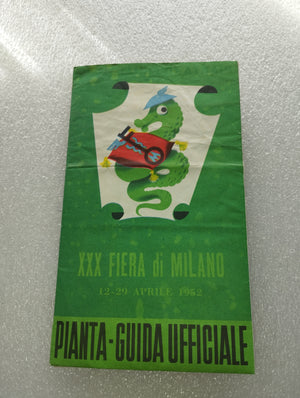 XXX FIERA di MILANO
12-29 APRILE 1952
PIANTA-GUIDA UFFICIALE